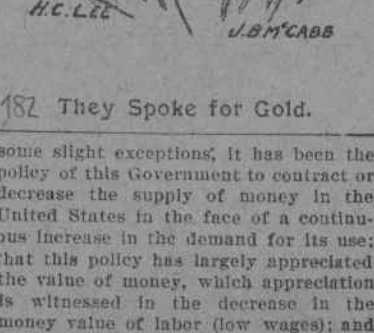 H.C. LEE
J.B. McCABB
182 They Spoke for Gold.
some slight exceptions, it has been the
policy of this Government to contract or
decrease the supply of money in the
United States in the face of a continu-
ous increase in the demand for its use;
that this policy has largely appreciated
the value of money, which appreciation
is witnessed in the decrease in the
money value of labor (low wages); and